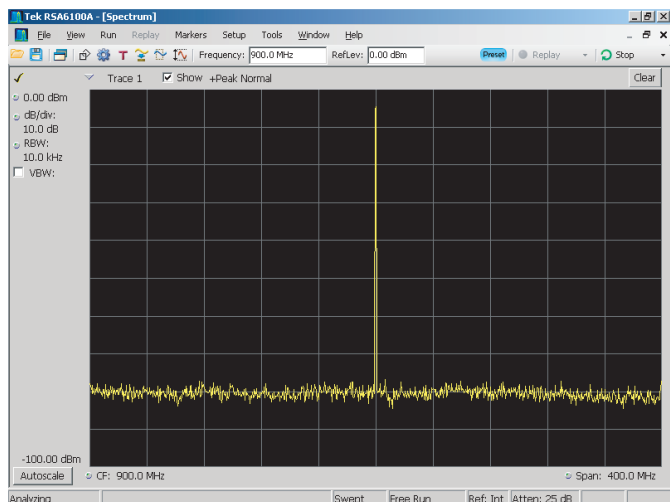 Tek RSA6100A - [Spectrum]
File View Run Replay Markers Setup Tools Window Help
T Frequency: 900.0 MHz RefLev: 0.00 dBm Preset Replay Stop
Trace 1 Show +Peak Normal Clear
0.00 dBm
dB/div:
10.0 dB
RBW:
10.0 kHz
VBW:
-100.00 dBm
Autoscale CF: 900.0 MHz Span: 400.0 MHz
Analyzing Swept Free Run Ref: Int Atten: 25 dB